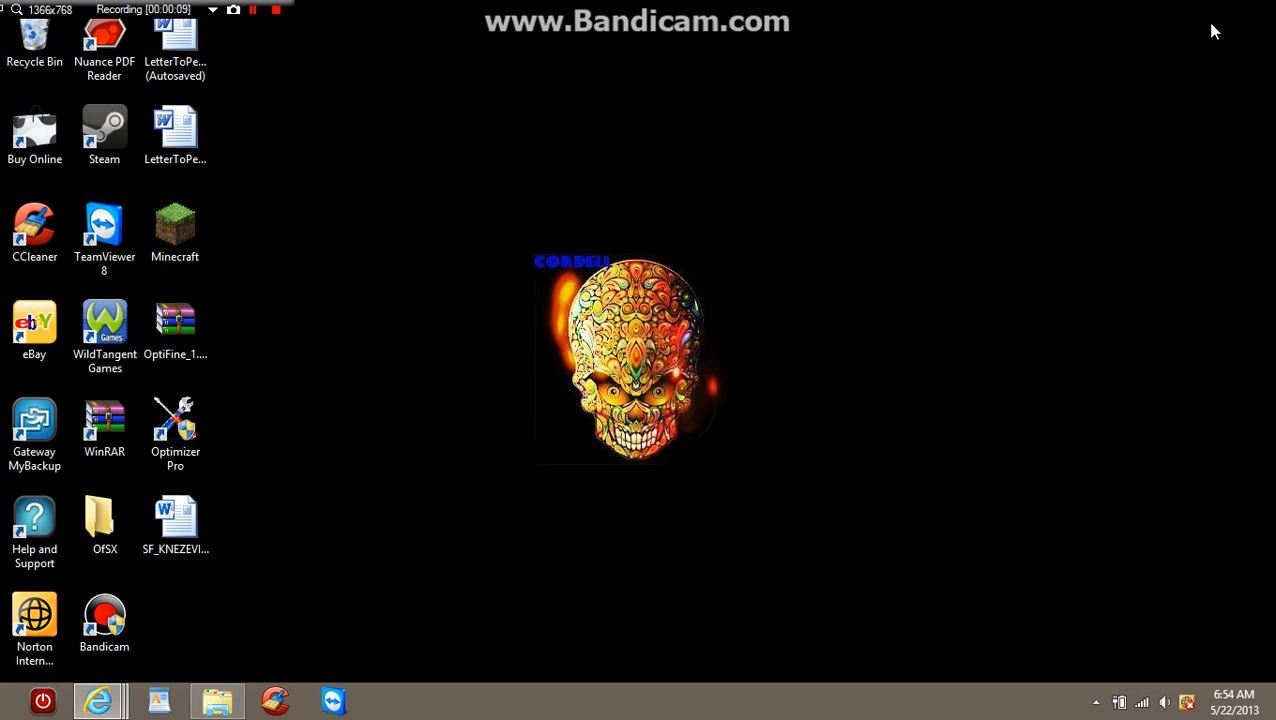 1366x768 Recording [00:00:09]
www.Bandicam.com
Recycle Bin
Nuance PDF
Reader
LetterToPe...
(Autosaved)
Buy Online
Steam
LetterToPe...
CCleaner
TeamViewer
8
Minecraft
eBay
WildTangent
Games
OptiFine_1....
Gateway
MyBackup
WinRAR
Optimizer
Pro
Help and
Support
OfSX
SF_KNEZEVI...
Norton
Intern...
Bandicam
CORDELL
6:54 AM
5/22/2013